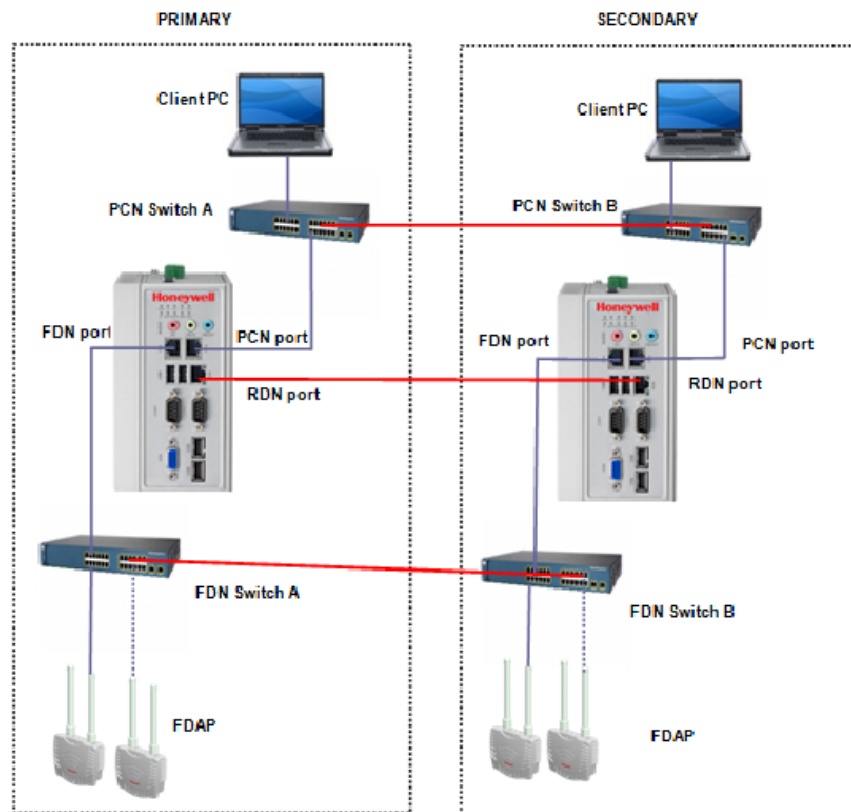 PRIMARY
SECONDARY
Client PC
Client PC
PCN Switch A
PCN Switch B
Honeywell
Honeywell
FDN port
PCN port
FDN port
PCN port
RDN port
RDN port
FDN Switch A
FDN Switch B
FDAP
FDAP